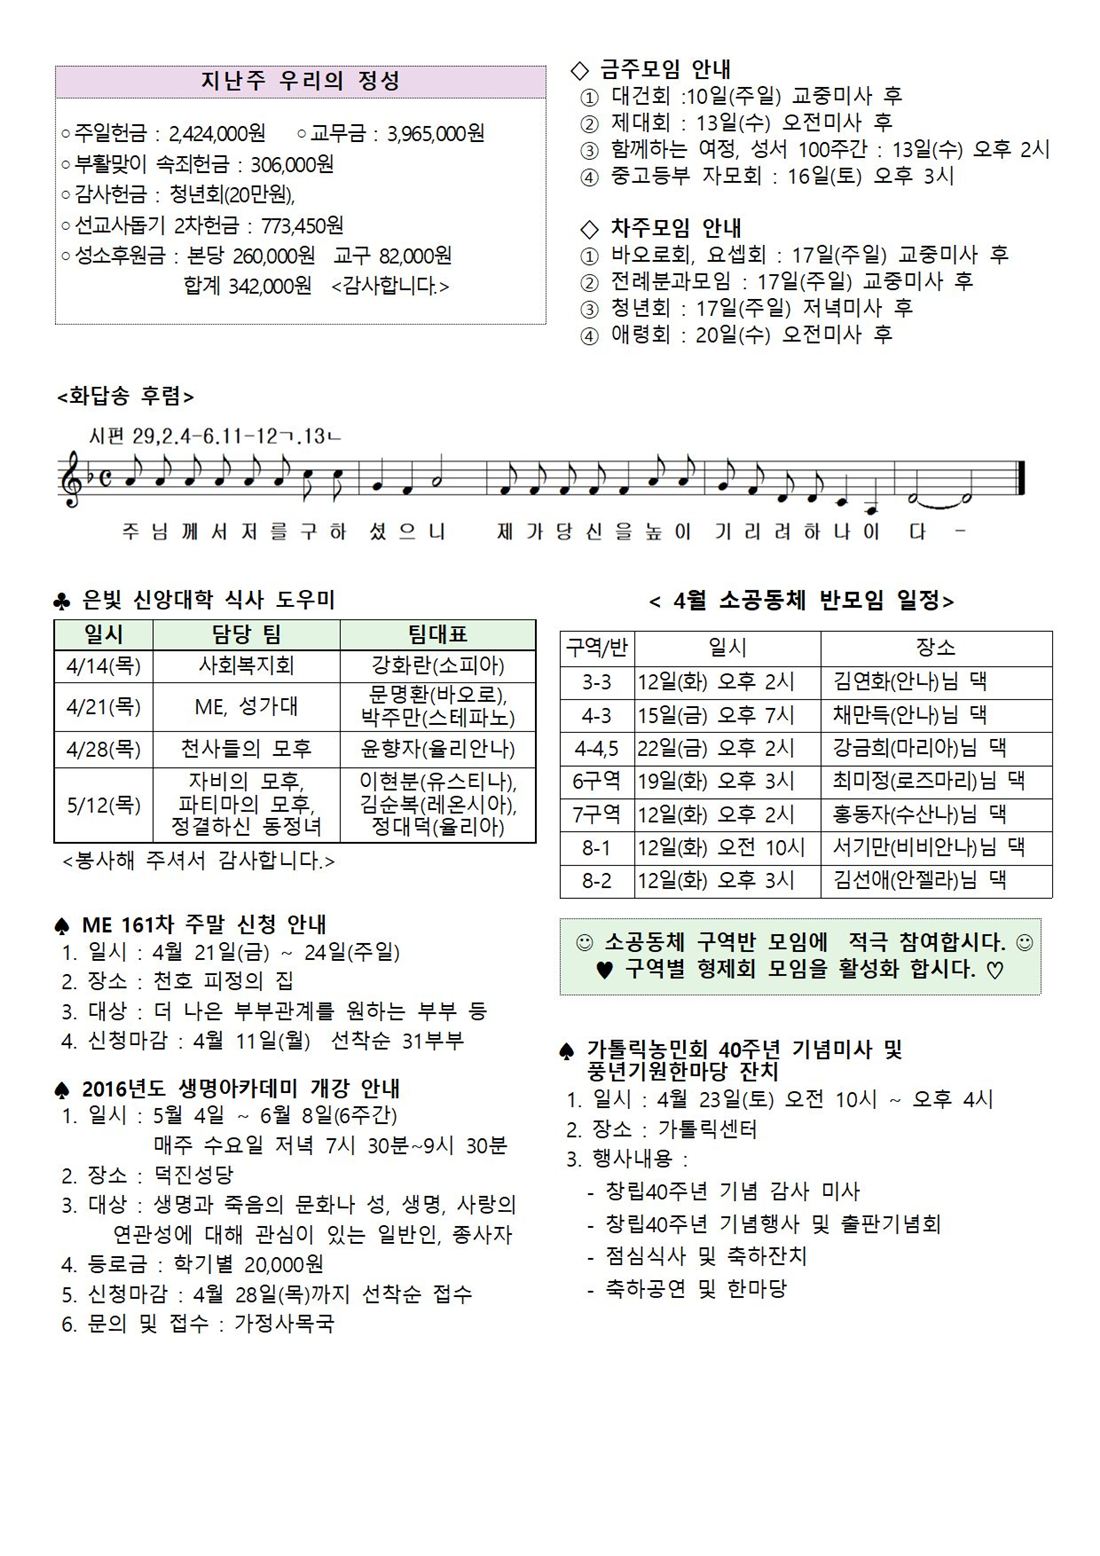 지난주 우리의 정성
○ 주일헌금 : 2,424,000원 ○ 교무금 : 3,965,000원
○ 부활맞이 속죄헌금 : 306,000원
○ 감사헌금 : 청년회(20만원),
○ 선교사돕기 2차헌금 : 773,450원
○ 성소후원금 : 본당 260,000원 교구 82,000원
합계 342,000원 <감사합니다.>
◇ 금주모임 안내
① 대건회 :10일(주일) 교중미사 후
② 제대회 : 13일(수) 오전미사 후
③ 함께하는 여정, 성서 100주간 : 13일(수) 오후 2시
④ 중고등부 자모회 : 16일(토) 오후 3시
◇ 차주모임 안내
① 바오로회, 요셉회 : 17일(주일) 교중미사 후
② 전례분과모임 : 17일(주일) 교중미사 후
③ 청년회 : 17일(주일) 저녁미사 후
④ 애령회 : 20일(수) 오전미사 후
<화답송 후렴>
시편 29,2.4-6.11-12ㄱ.13ㄴ
주 님 께 서 저 를 구 하 셨 으 니 제 가 당 신 을 높 이 기 리 려 하 나 이 다 -
♣ 은빛 신앙대학 식사 도우미
일시 담당 팀 팀대표
4/14(목) 사회복지회 강화란(소피아)
4/21(목) ME, 성가대 문명환(바오로),
박주만(스테파노)
4/28(목) 천사들의 모후 윤향자(율리안나)
자비의 모후, 이현분(유스티나),
5/12(목) 파티마의 모후, 김순복(레온시아),
정결하신 동정녀 정대덕(율리아)
<봉사해 주셔서 감사합니다.>
< 4월 소공동체 반모임 일정>
구역/반 일시 장소
3-3 12일(화) 오후 2시 김연화(안나)님 댁
4-3 15일(금) 오후 7시 채만득(안나)님 댁
4-4,5 22일(금) 오후 2시 강금희(마리아)님 댁
6구역 19일(화) 오후 3시 최미정(로즈마리)님 댁
7구역 12일(화) 오후 2시 홍동자(수산나)님 댁
8-1 12일(화) 오전 10시 서기만(비비안나)님 댁
8-2 12일(화) 오후 3시 김선애(안젤라)님 댁
☺ 소공동체 구역반 모임에 적극 참여합시다. ☺
♥ 구역별 형제회 모임을 활성화 합시다. ♡
♠ ME 161차 주말 신청 안내
1. 일시 : 4월 21일(금) ~ 24일(주일)
2. 장소 : 천호 피정의 집
3. 대상 : 더 나은 부부관계를 원하는 부부 등
4. 신청마감 : 4월 11일(월) 선착순 31부부
♠ 2016년도 생명아카데미 개강 안내
1. 일시 : 5월 4일 ~ 6월 8일(6주간)
매주 수요일 저녁 7시 30분~9시 30분
2. 장소 : 덕진성당
3. 대상 : 생명과 죽음의 문화나 성, 생명, 사랑의
연관성에 대해 관심이 있는 일반인, 종사자
4. 등로금 : 학기별 20,000원
5. 신청마감 : 4월 28일(목)까지 선착순 접수
6. 문의 및 접수 : 가정사목국
♠ 가톨릭농민회 40주년 기념미사 및
풍년기원한마당 잔치
1. 일시 : 4월 23일(토) 오전 10시 ~ 오후 4시
2. 장소 : 가톨릭센터
3. 행사내용 :
- 창립40주년 기념 감사 미사
- 창립40주년 기념행사 및 출판기념회
- 점심식사 및 축하잔치
- 축하공연 및 한마당